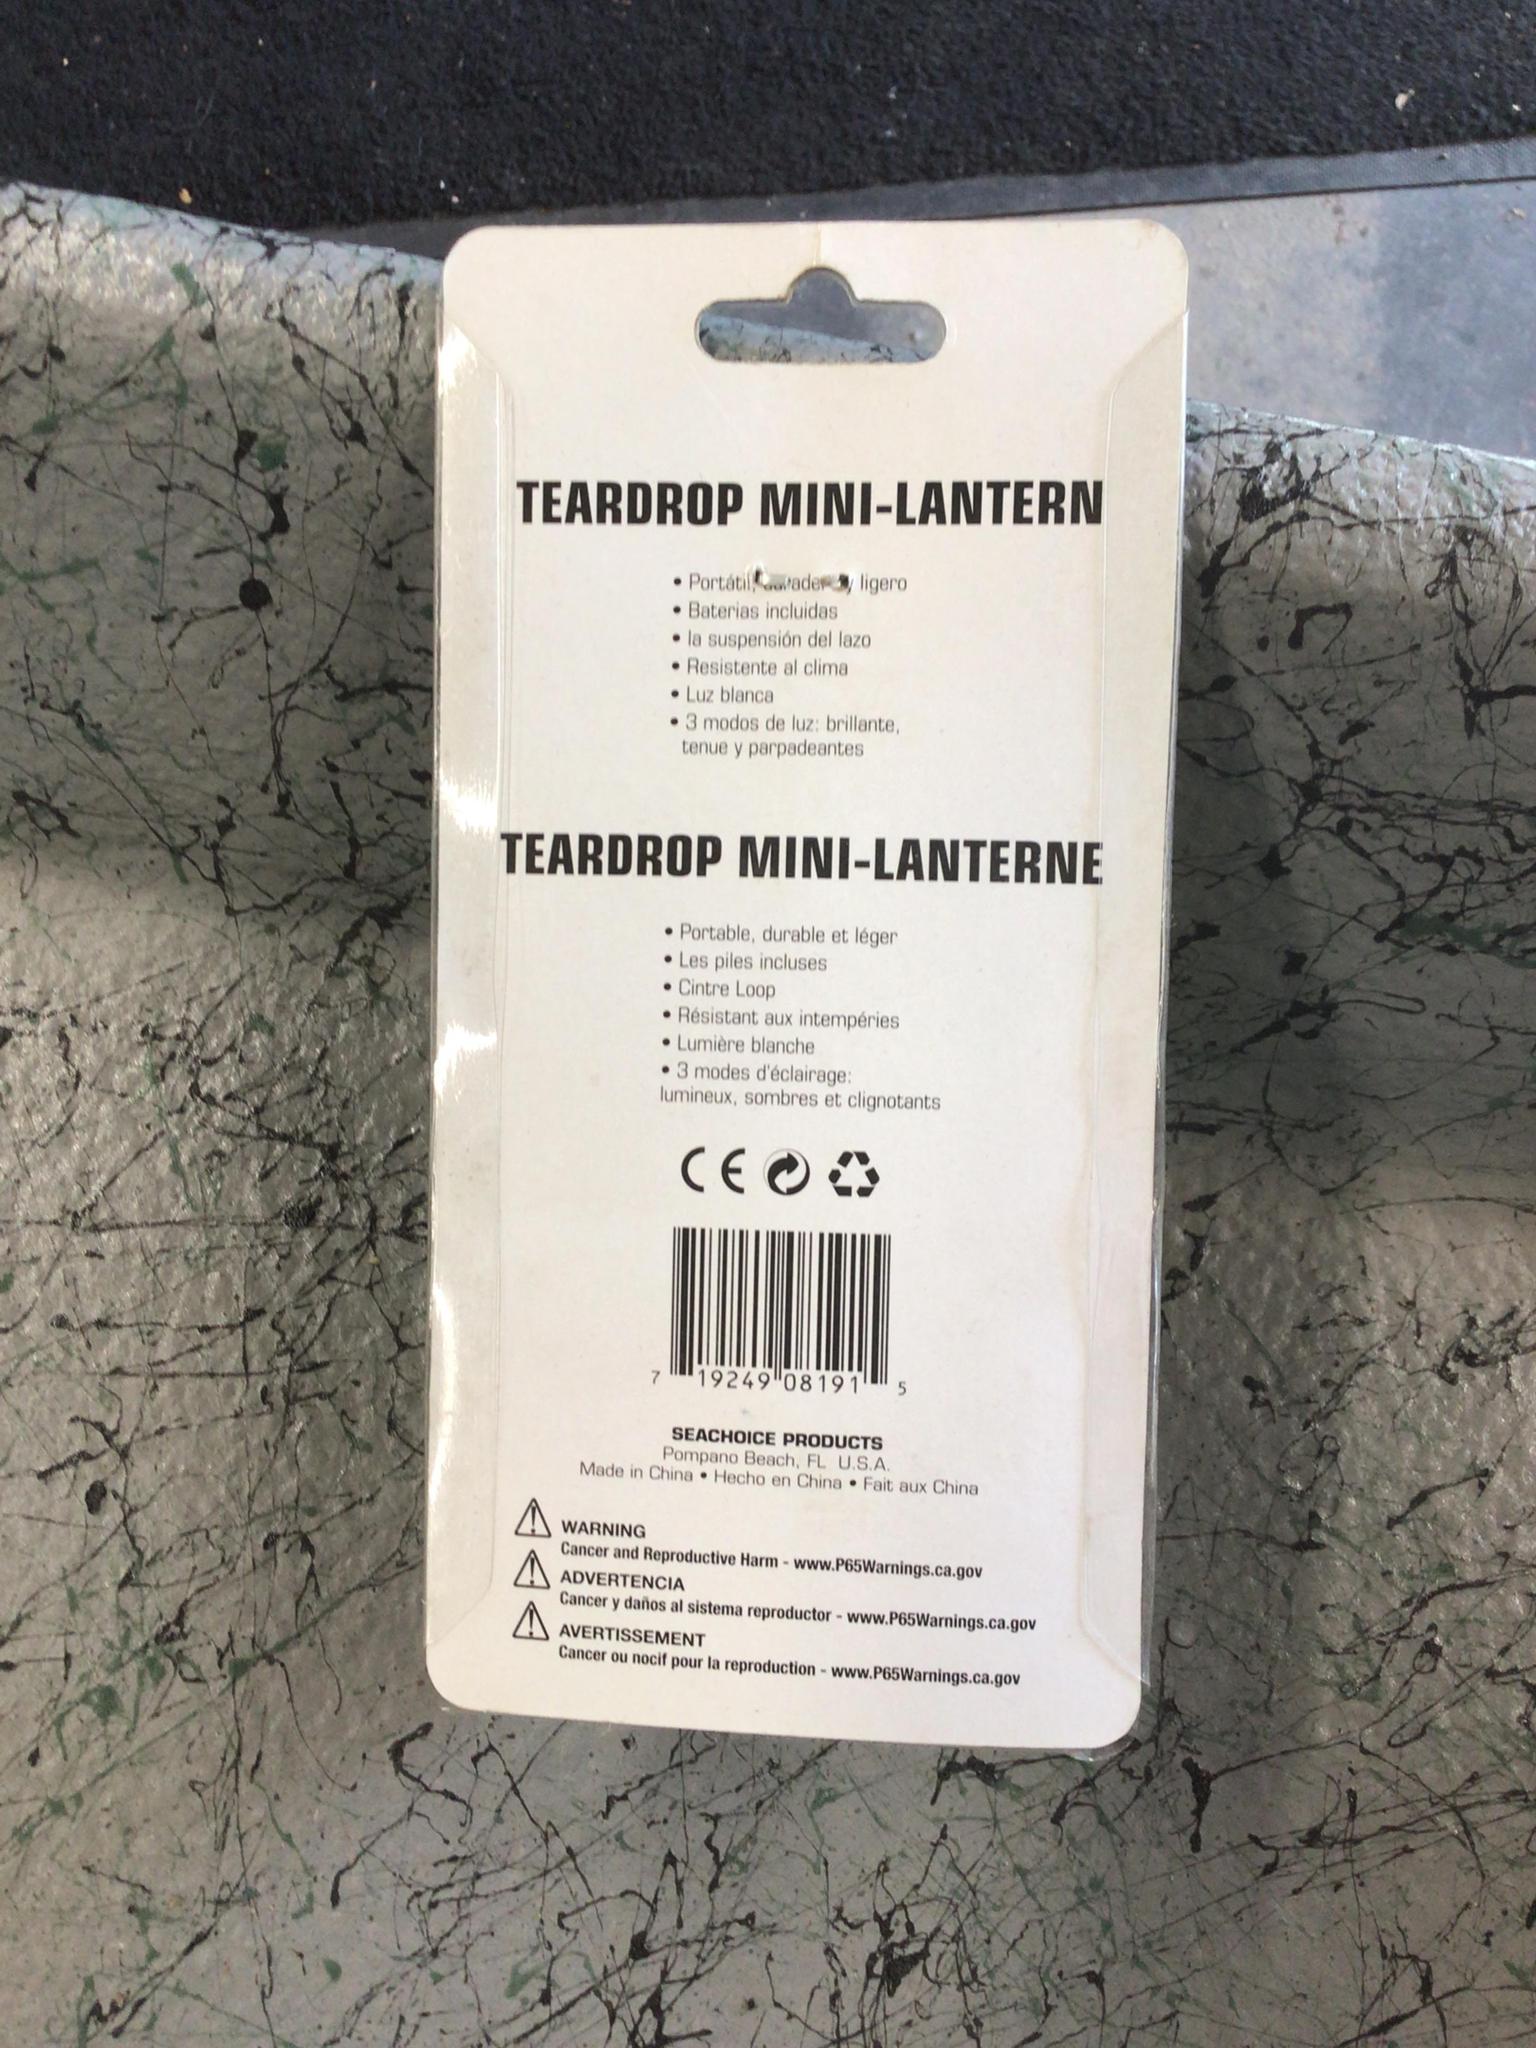 TEARDROP MINI-LANTERN
• Portátil, y ligero
• Baterias incluidas
• la suspensión del lazo
• Resistente al clima
• Luz blanca
• 3 modos de luz: brillante,
tenue y parpadeantes
TEARDROP MINI-LANTERNE
• Portable, durable et léger
• Les piles incluses
• Cintre Loop
• Résistant aux intempéries
• Lumière blanche
• 3 modes d'éclairage:
lumineux, sombres et clignotants
CE
7 19249 08191 5
SEACHOICE PRODUCTS
Pompano Beach, FL U.S.A.
Made in China • Hecho en China • Fait aux China
WARNING
Cancer and Reproductive Harm - www.P65Warnings.ca.gov
ADVERTENCIA
Cancer y daños al sistema reproductor - www.P65Warnings.ca.gov
AVERTISSEMENT
Cancer ou nocif pour la reproduction - www.P65Warnings.ca.gov